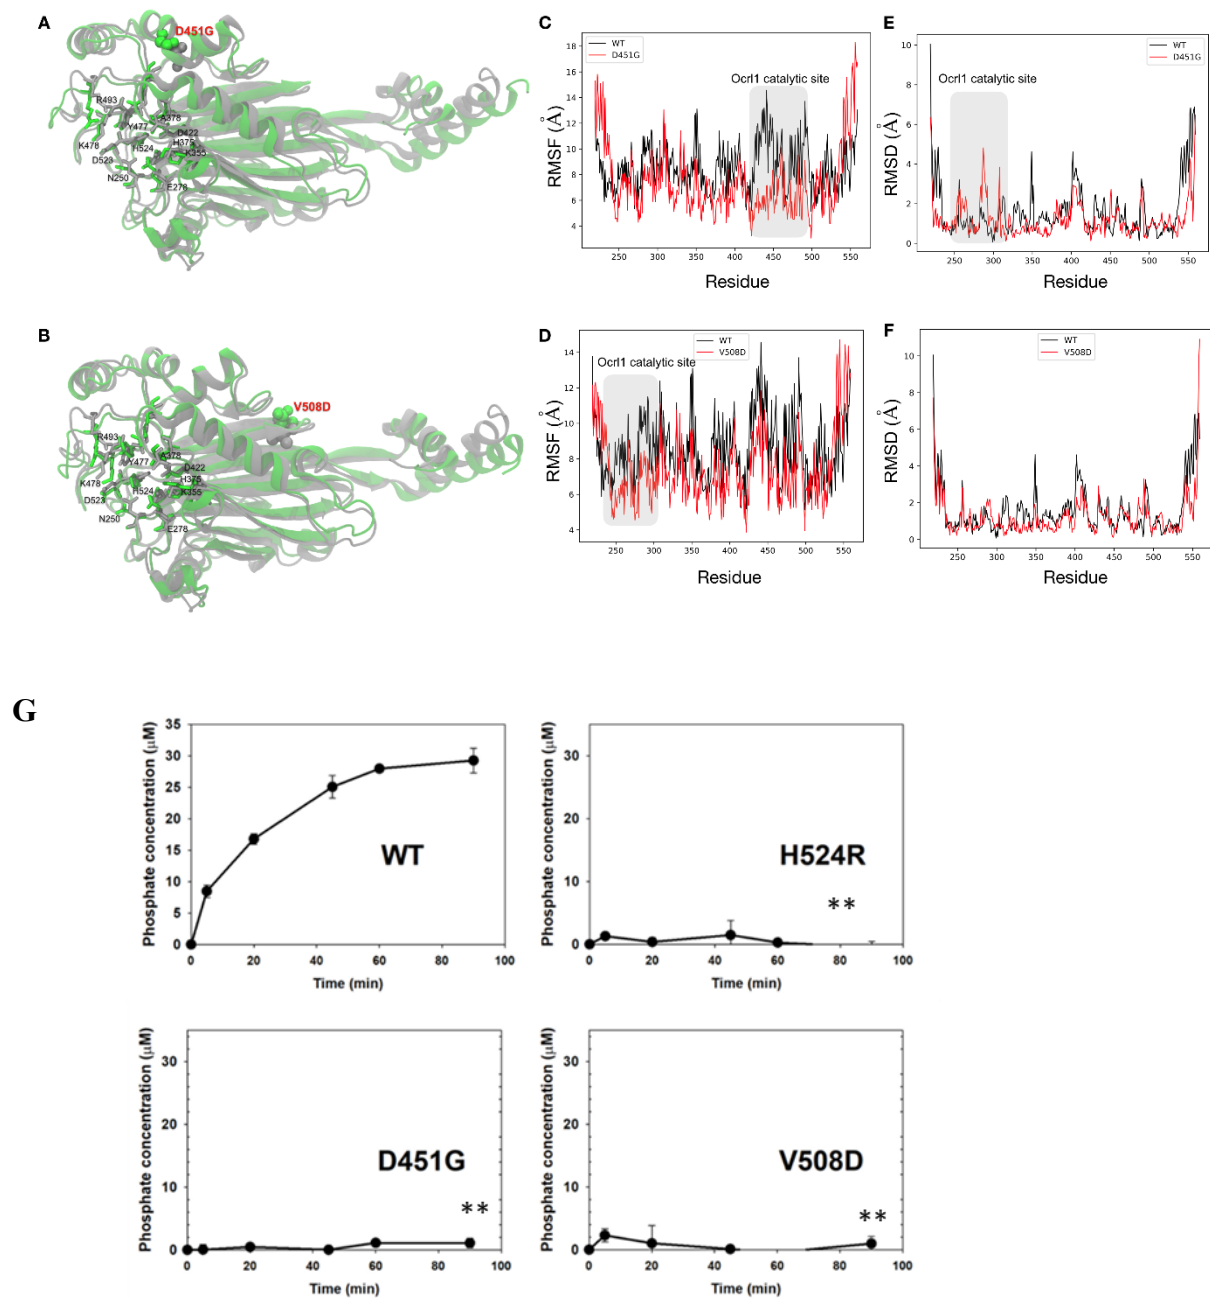 A
D451G
R493
A378
Y477
D422
K478
H524
H375
K355
D523
N250
E278
B
V508D
R493
A378
Y477
D422
K478
H375
H524
K355
D523
N250
E278
C
WT
D451G
Ocrl1 catalytic site
RMSF (Å)
18
16
14
12
10
8
6
4
250 300 350 400 450 500 550
Residue
E
WT
D451G
Ocrl1 catalytic site
RMSD (Å)
10
8
6
4
2
0
250 300 350 400 450 500 550
Residue
D
WT
V508D
Ocrl1 catalytic site
RMSF (Å)
14
12
10
8
6
4
250 300 350 400 450 500 550
Residue
F
WT
V508D
RMSD (Å)
10
8
6
4
2
0
250 300 350 400 450 500 550
Residue
G
Phosphate concentration (µM)
35
30
25
20
15
10
5
0
WT
0 20 40 60 80 100
Time (min)
Phosphate concentration (µM)
30
20
10
0
H524R
**
0 20 40 60 80 100
Time (min)
Phosphate concentration (µM)
30
20
10
0
D451G
**
0 20 40 60 80 100
Time (min)
Phosphate concentration (µM)
30
20
10
0
V508D
**
0 20 40 60 80 100
Time (min)